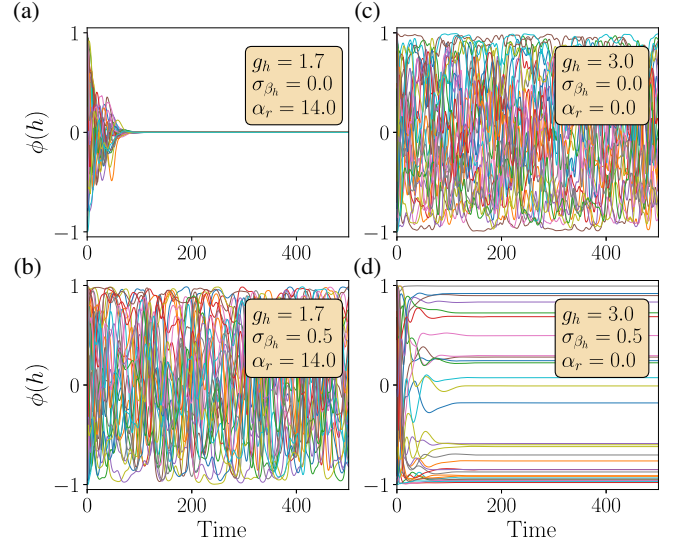 (a)
1
0
−1
ϕ(h)
0
200
400
g_h = 1.7
σ_{β_h} = 0.0
α_r = 14.0
(c)
1
0
−1
0
200
400
g_h = 3.0
σ_{β_h} = 0.0
α_r = 0.0
(b)
1
0
−1
ϕ(h)
0
200
400
Time
g_h = 1.7
σ_{β_h} = 0.5
α_r = 14.0
(d)
1
0
−1
0
200
400
Time
g_h = 3.0
σ_{β_h} = 0.5
α_r = 0.0